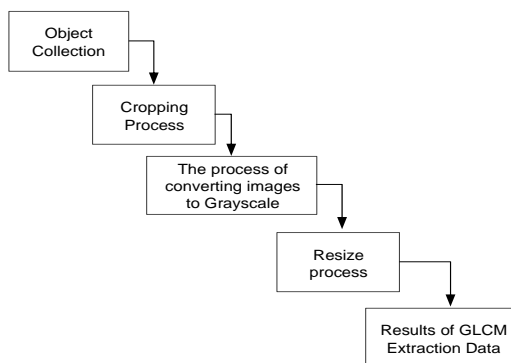 Object
Collection
Cropping
Process
The process of
converting images
to Grayscale
Resize
process
Results of GLCM
Extraction Data